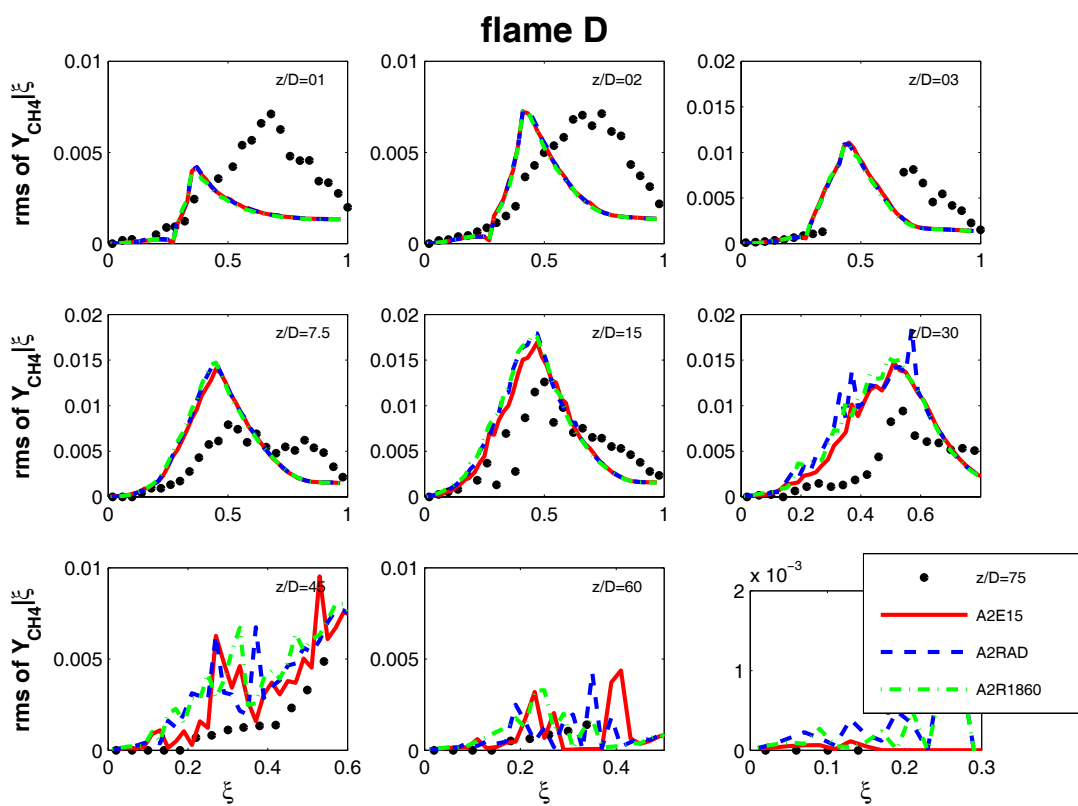 flame D
rms of Y_CH4|ξ
0.01
0.005
0
0 0.5 1
z/D=01
0.01
0.005
0
0 0.5 1
z/D=02
0.02
0.015
0.01
0.005
0
0 0.5 1
z/D=03
rms of Y_CH4|ξ
0.02
0.015
0.01
0.005
0
0 0.5 1
z/D=7.5
0.02
0.015
0.01
0.005
0
0 0.5 1
z/D=15
0.02
0.015
0.01
0.005
0
0 0.2 0.4 0.6
z/D=30
rms of Y_CH4|ξ
0.01
0.005
0
0 0.2 0.4 0.6
z/D=45
ξ
0.01
0.005
0
0 0.2 0.4
z/D=60
ξ
x 10^-3
2
1
0
0 0.1 0.2 0.3
ξ
z/D=75
A2E15
A2RAD
A2R1860